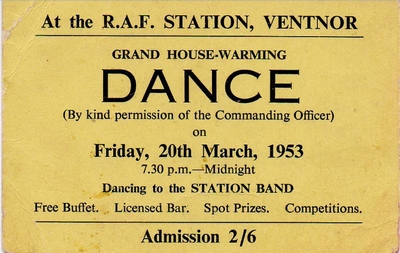 At the R.A.F. STATION, VENTNOR
GRAND HOUSE-WARMING
DANCE
(By kind permission of the Commanding Officer)
on
Friday, 20th March, 1953
7.30 p.m.—Midnight
Dancing to the STATION BAND
Free Buffet. Licensed Bar. Spot Prizes. Competitions.
Admission 2/6